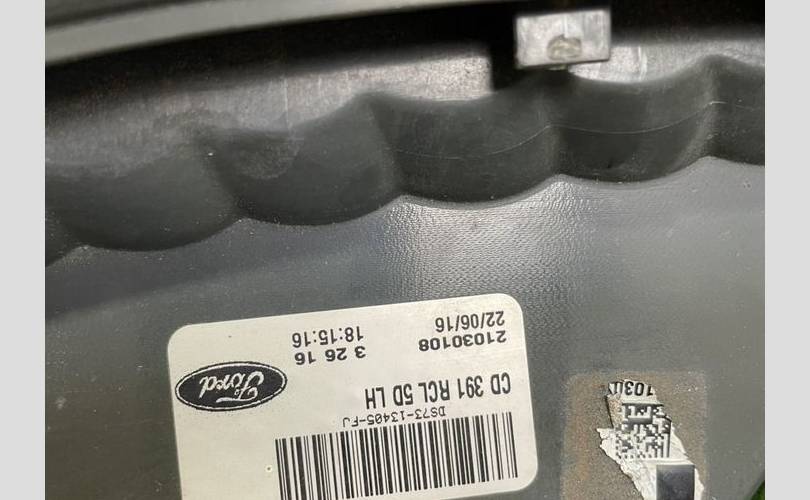 DS73-13405-FJ
CD 391 RCL 5D LH
Ford
21030108
22/06/16
3 26 16
18:15:16